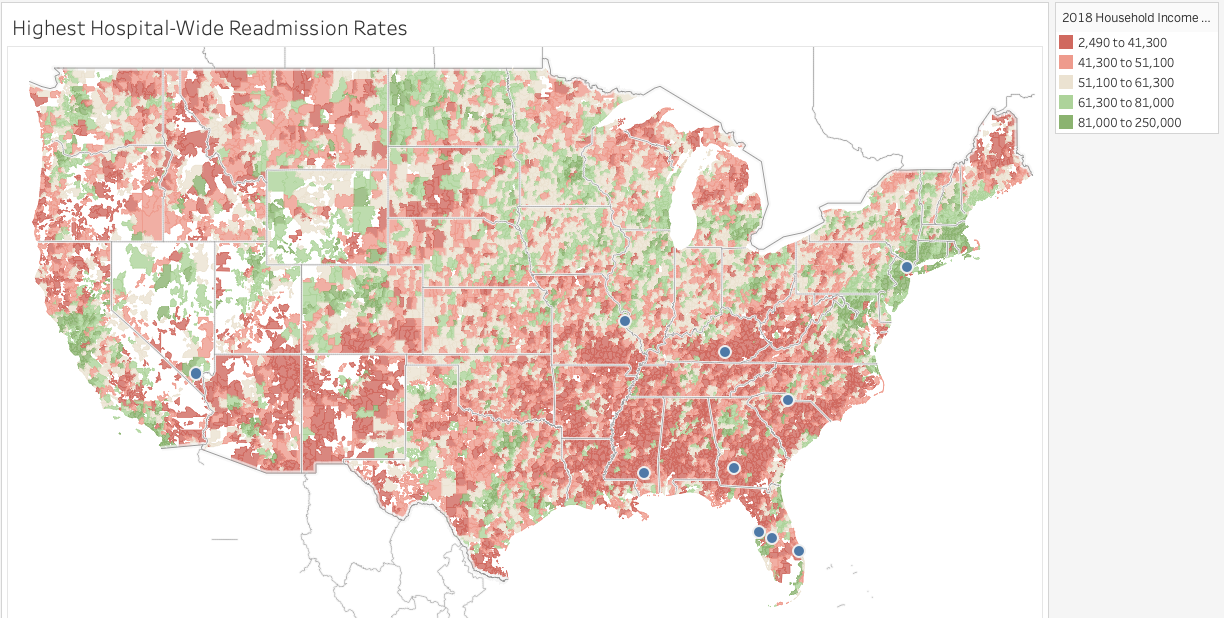 Highest Hospital-Wide Readmission Rates
2018 Household Income ...
2,490 to 41,300
41,300 to 51,100
51,100 to 61,300
61,300 to 81,000
81,000 to 250,000